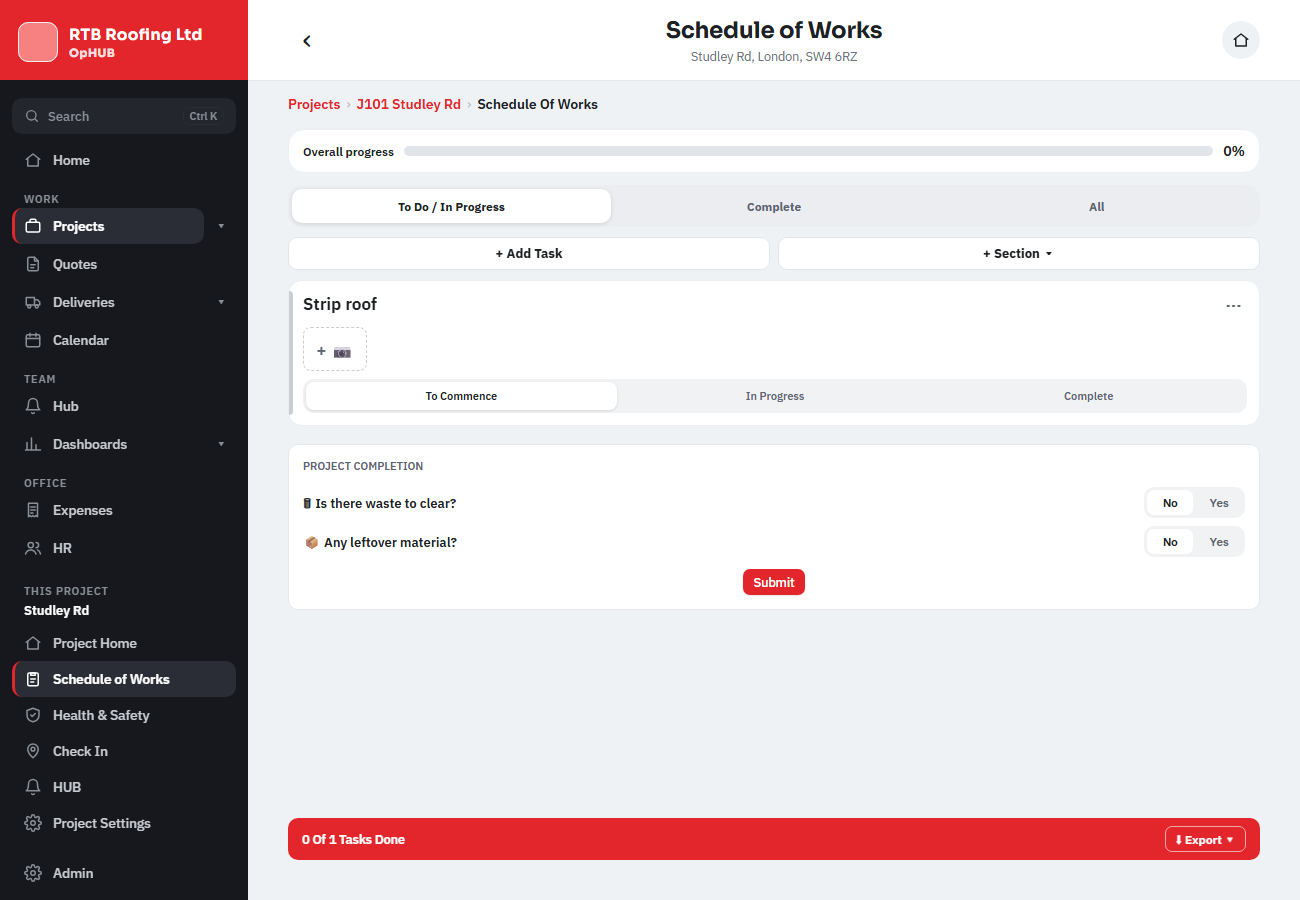 RTB Roofing Ltd
OpHUB
Search
Ctrl K
Home
WORK
Projects
Quotes
Deliveries
Calendar
TEAM
Hub
Dashboards
OFFICE
Expenses
HR
THIS PROJECT
Studley Rd
Project Home
Schedule of Works
Health & Safety
Check In
HUB
Project Settings
Admin
Schedule of Works
Studley Rd, London, SW4 6RZ
Projects › J101 Studley Rd › Schedule Of Works
Overall progress 0%
To Do / In Progress Complete All
+ Add Task + Section
Strip roof
+
To Commence In Progress Complete
PROJECT COMPLETION
Is there waste to clear? No Yes
Any leftover material? No Yes
Submit
0 Of 1 Tasks Done Export